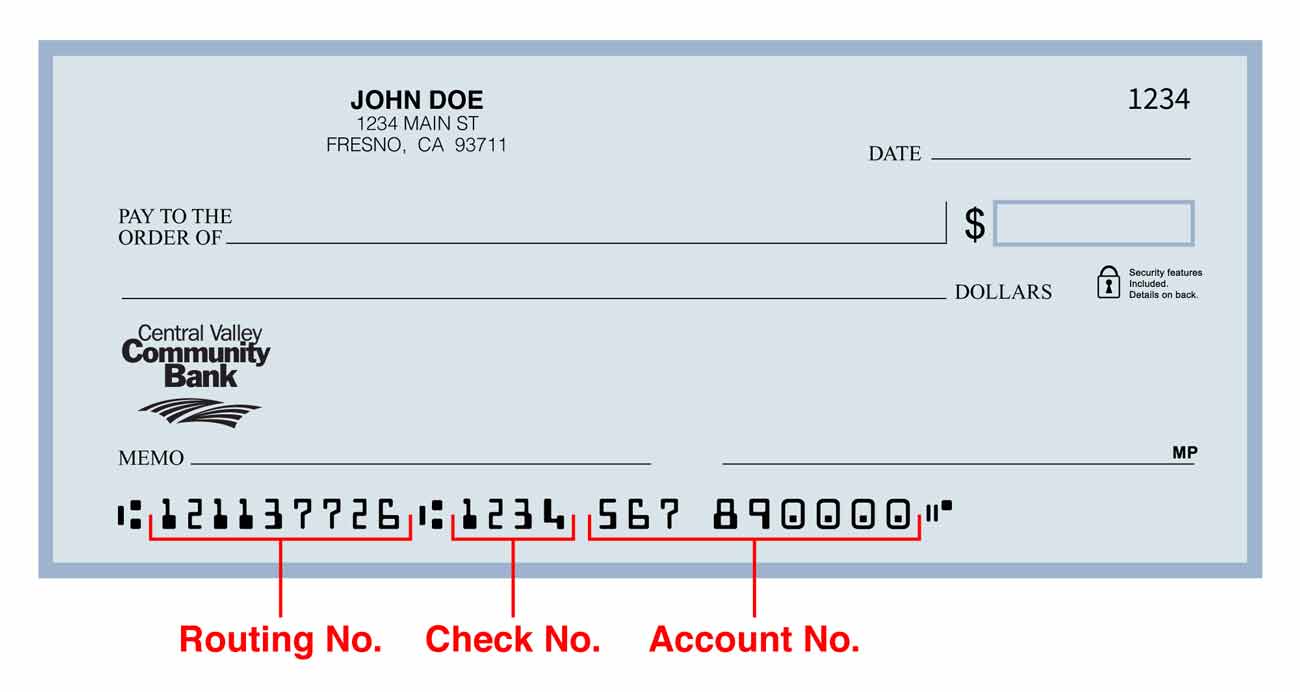 JOHN DOE
1234 MAIN ST
FRESNO, CA 93711
1234
DATE
PAY TO THE
ORDER OF
$
DOLLARS
Security features
Included.
Details on back.
Central Valley
Community
Bank
MEMO
MP
⑆121137726⑆1234 567 890000⑈
Routing No. Check No. Account No.